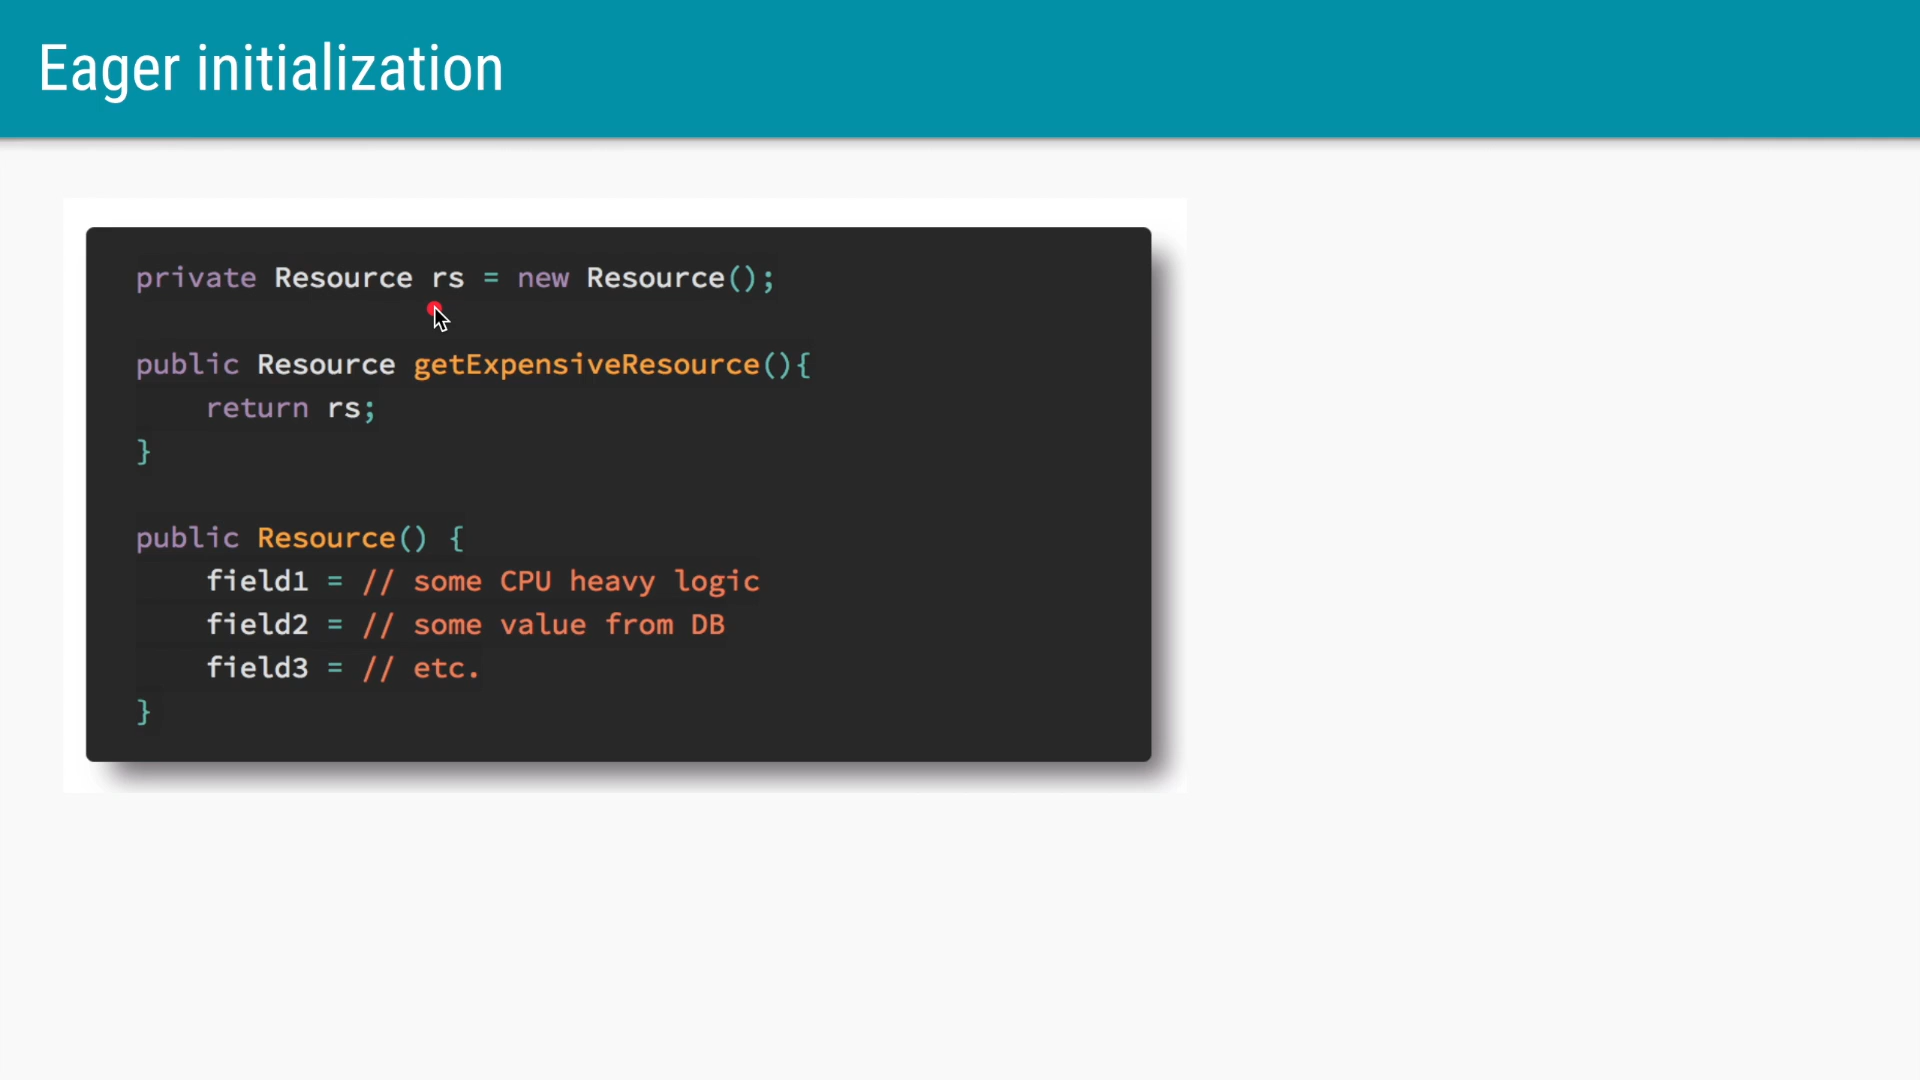 Eager initialization
private Resource rs = new Resource();
public Resource getExpensiveResource(){
    return rs;
}
public Resource() {
    field1 = // some CPU heavy logic
    field2 = // some value from DB
    field3 = // etc.
}